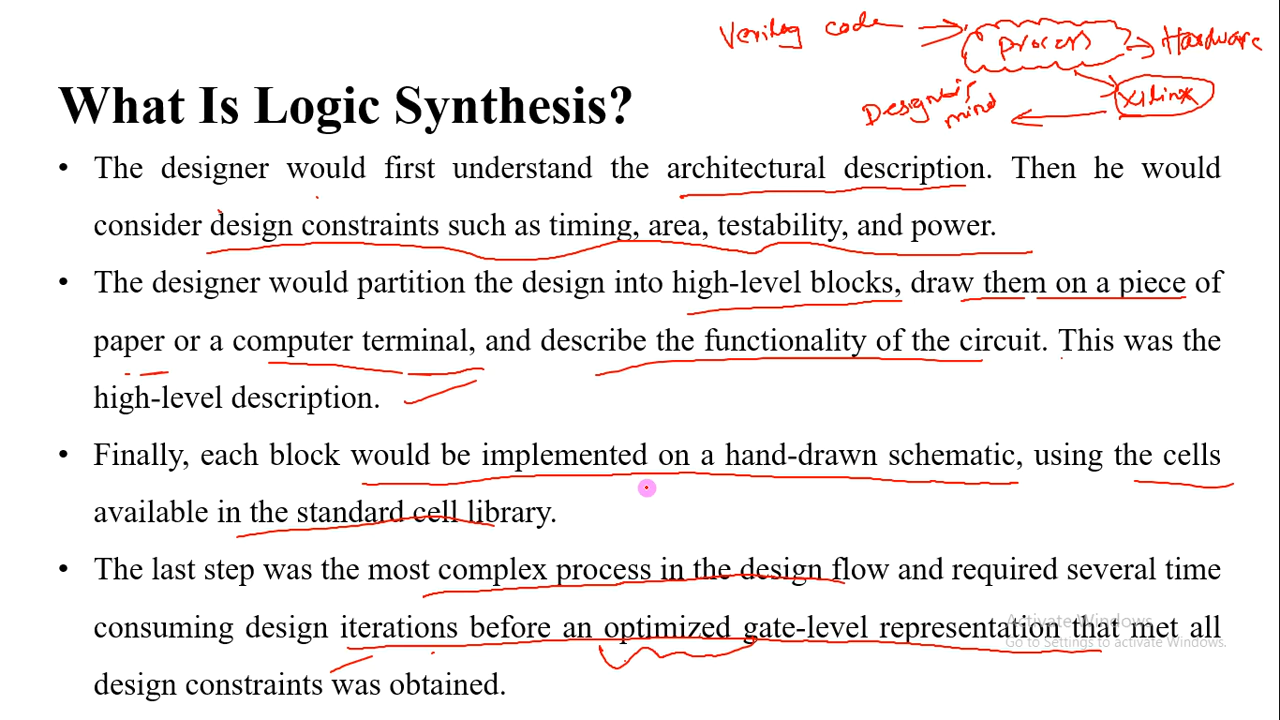 Verilog code → process → Hardware
Designer's
mind
Xilinx
What Is Logic Synthesis?
• The designer would first understand the architectural description. Then he would
consider design constraints such as timing, area, testability, and power.
• The designer would partition the design into high-level blocks, draw them on a piece of
paper or a computer terminal, and describe the functionality of the circuit. This was the
high-level description.
• Finally, each block would be implemented on a hand-drawn schematic, using the cells
available in the standard cell library.
• The last step was the most complex process in the design flow and required several time
consuming design iterations before an optimized gate-level representation that met all
design constraints was obtained.
Activate Windows
Go to Settings to activate Windows.